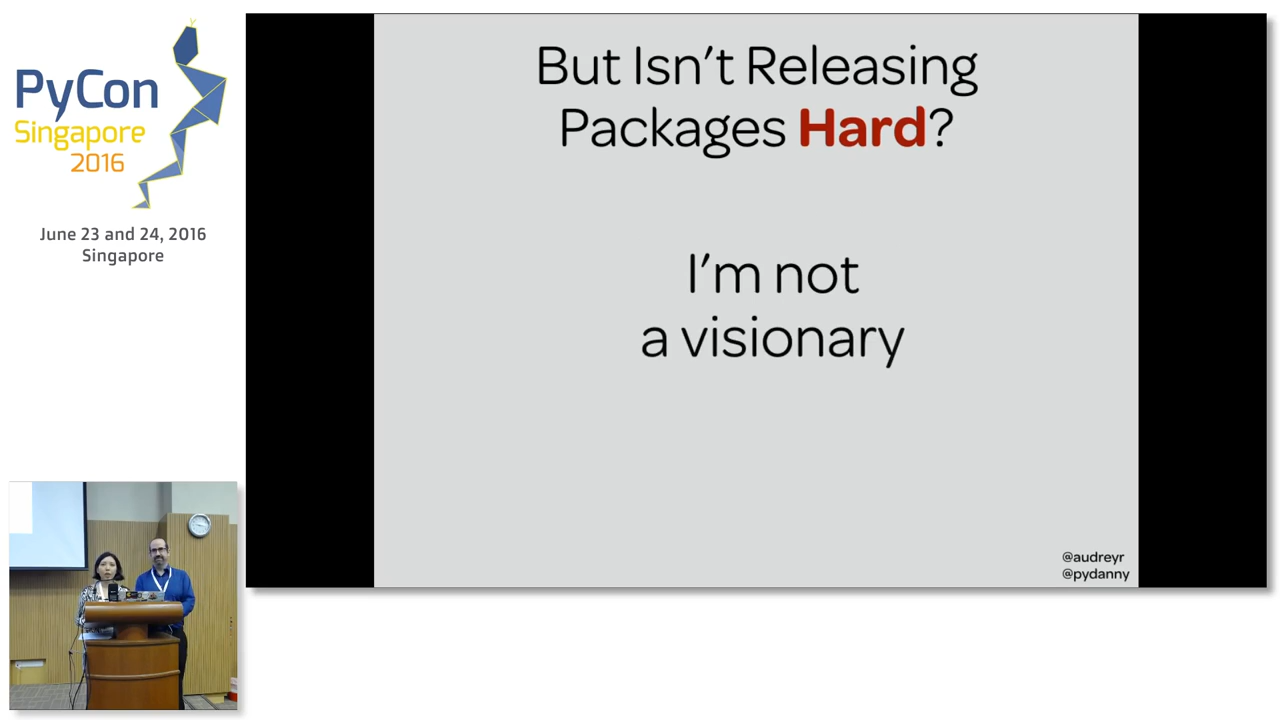 PyCon
Singapore
2016
June 23 and 24, 2016
Singapore
But Isn't Releasing
Packages Hard?
I'm not
a visionary
@audreyr
@pydanny